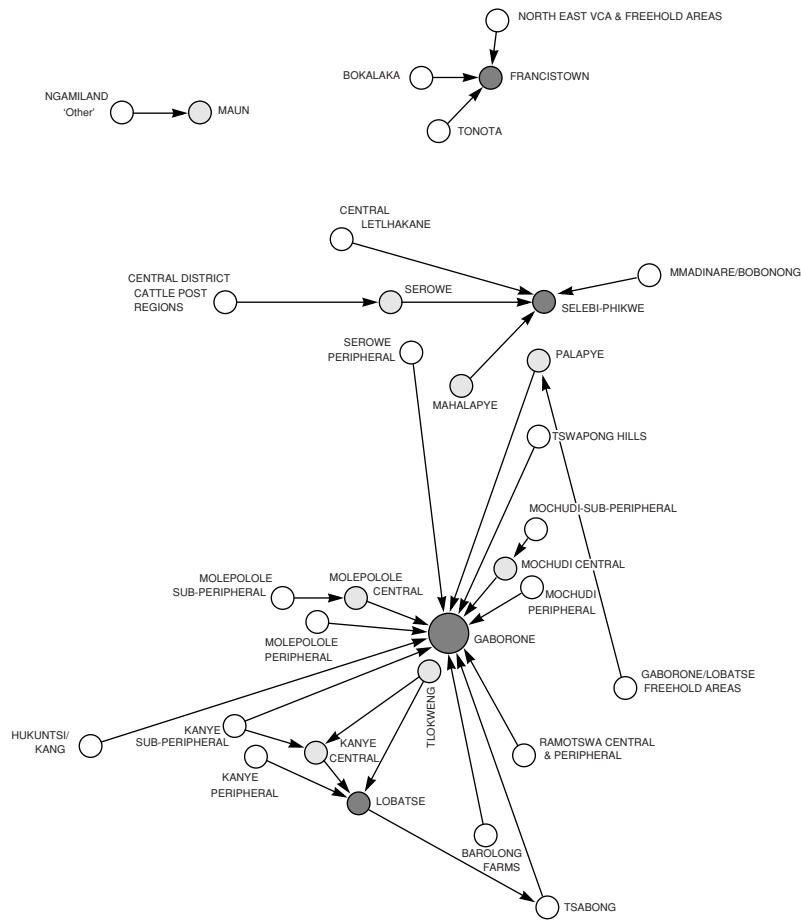 NORTH EAST VCA & FREEHOLD AREAS
BOKALAKA
FRANCISTOWN
NGAMILAND
'Other'
MAUN
TONOTA
CENTRAL
LETLHAKANE
MMADINARE/BOBONONG
CENTRAL DISTRICT
CATTLE POST
REGIONS
SEROWE
SELEBI-PHIKWE
SEROWE
PERIPHERAL
PALAPYE
MAHALAPYE
TSWAPONG HILLS
MOCHUDI-SUB-PERIPHERAL
MOCHUDI CENTRAL
MOLEPOLOLE
SUB-PERIPHERAL
MOLEPOLOLE
CENTRAL
MOCHUDI
PERIPHERAL
MOLEPOLOLE
PERIPHERAL
GABORONE
GABORONE/LOBATSE
FREEHOLD AREAS
TLOKWENG
HUKUNTSI/
KANG
KANYE
SUB-PERIPHERAL
KANYE
CENTRAL
RAMOTSWA CENTRAL
& PERIPHERAL
KANYE
PERIPHERAL
LOBATSE
BAROLONG
FARMS
TSABONG